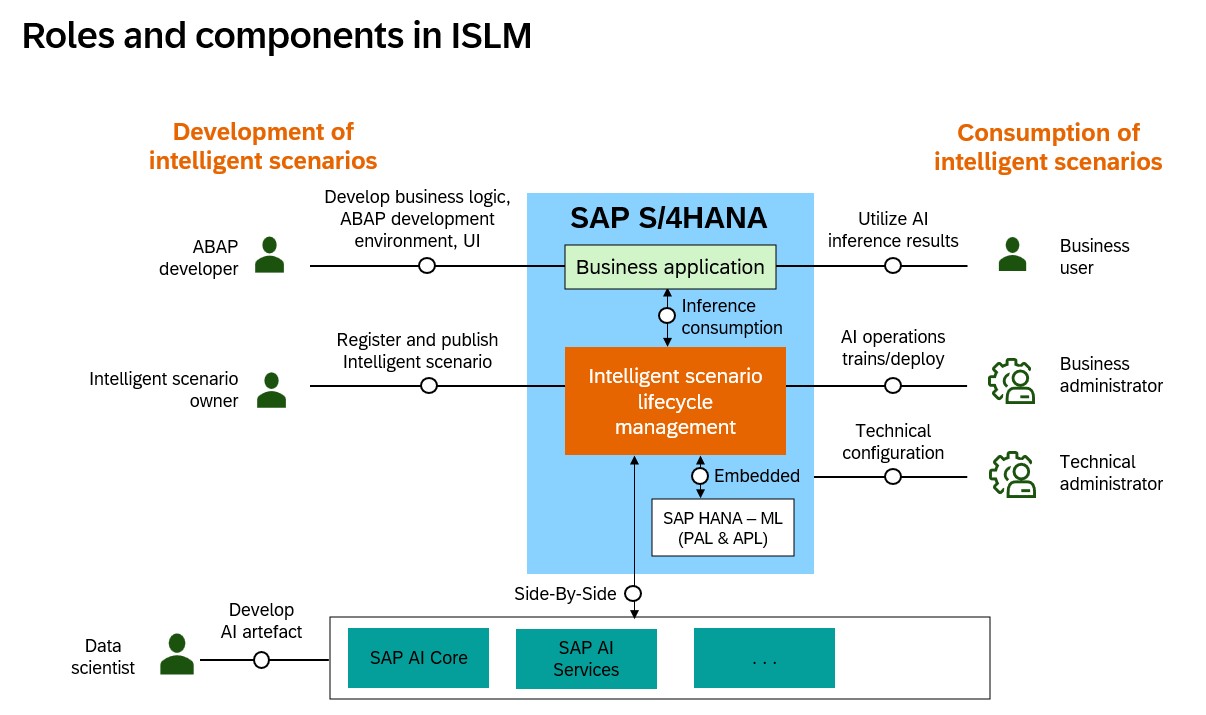 Roles and components in ISLM
Development of
intelligent scenarios
Consumption of
intelligent scenarios
Develop business logic,
ABAP development
environment, UI
ABAP
developer
SAP S/4HANA
Business application
Utilize AI
inference results
Business
user
Inference
consumption
Register and publish
Intelligent scenario
Intelligent scenario
owner
Intelligent scenario
lifecycle
management
AI operations
trains/deploy
Business
administrator
Technical
configuration
Technical
administrator
Embedded
SAP HANA – ML
(PAL & APL)
Side-By-Side
Develop
AI artefact
Data
scientist
SAP AI Core
SAP AI
Services
. . .